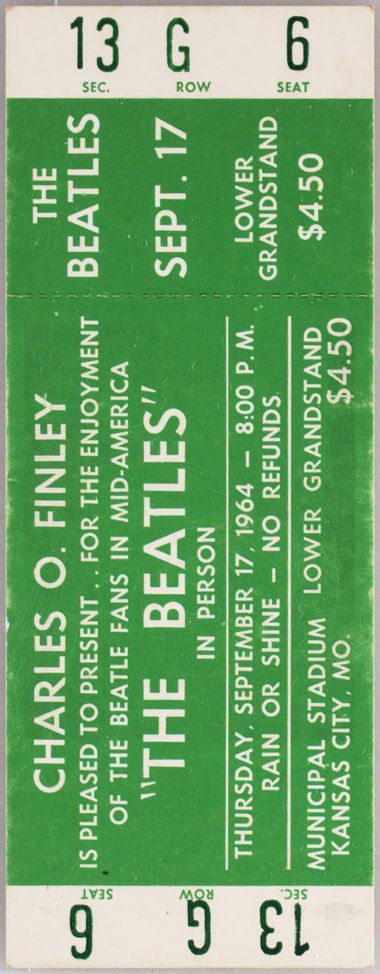 13 G 6
SEC. ROW SEAT
THE
BEATLES
SEPT. 17
LOWER
GRANDSTAND
$4.50
CHARLES O. FINLEY
IS PLEASED TO PRESENT . . FOR THE ENJOYMENT
OF THE BEATLE FANS IN MID-AMERICA
"THE BEATLES"
IN PERSON
THURSDAY, SEPTEMBER 17, 1964 — 8:00 P.M.
RAIN OR SHINE — NO REFUNDS
MUNICIPAL STADIUM LOWER GRANDSTAND
KANSAS CITY, MO. $4.50
SEC. ROW SEAT
13 G 6